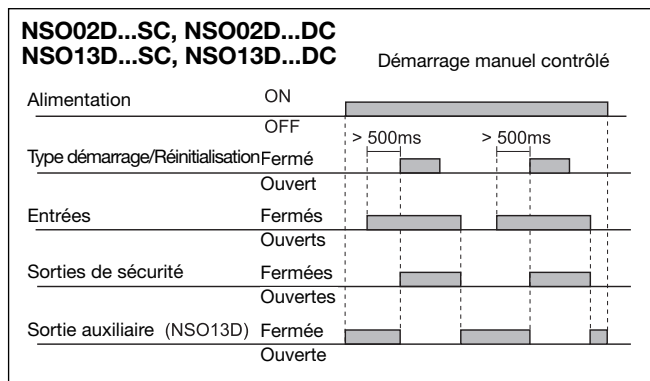 NSO02D...SC, NSO02D...DC
NSO13D...SC, NSO13D...DC
Démarrage manuel contrôlé
Alimentation ON
OFF
> 500ms > 500ms
Type démarrage/Réinitialisation Fermé
Ouvert
Entrées Fermés
Ouverts
Sorties de sécurité Fermées
Ouvertes
Sortie auxiliaire (NSO13D) Fermée
Ouverte